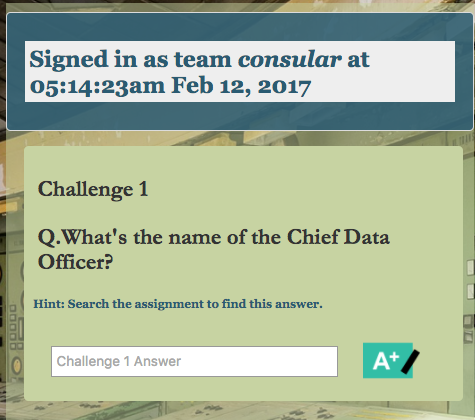 Signed in as team consular at
05:14:23am Feb 12, 2017
Challenge 1
Q.What's the name of the Chief Data
Officer?
Hint: Search the assignment to find this answer.
Challenge 1 Answer
A+